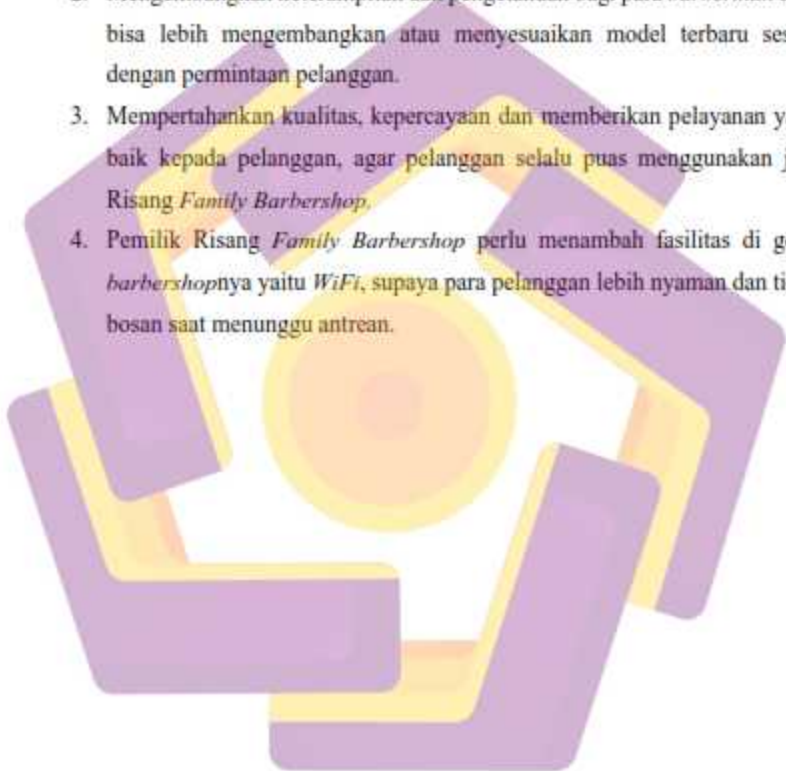 bisa lebih mengembangkan atau menyesuaikan model terbaru ses
dengan permintaan pelanggan.
3. Mempertahankan kualitas, kepercayaan dan memberikan pelayanan y
baik kepada pelanggan, agar pelanggan selalu puas menggunakan j
Risang Family Barbershop.
4. Pemilik Risang Family Barbershop perlu menambah fasilitas di g
barbershopnya yaitu WiFi, supaya para pelanggan lebih nyaman dan ti
bosan saat menunggu antrean.